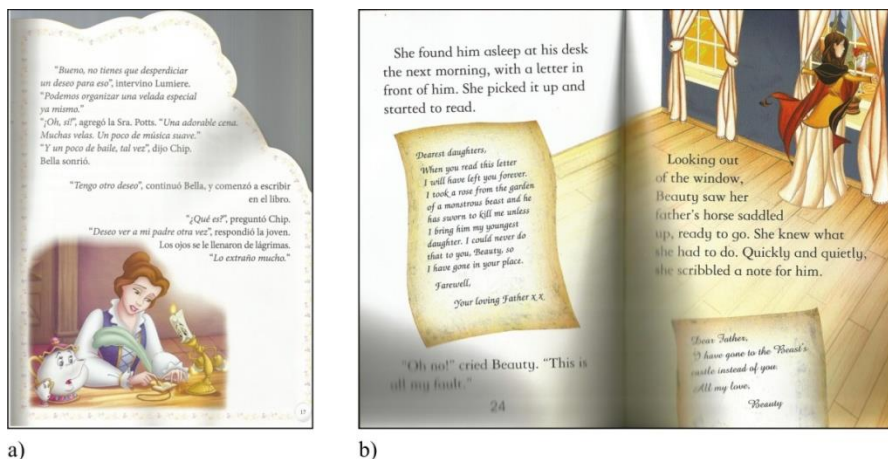 "Bueno, no tienes que desperdiciar
un deseo para eso", intervino Lumiere.
"Podemos organizar una velada especial
ya mismo."
"¡Oh, sí!", agregó la Sra. Potts. "Una adorable cena.
Muchas velas. Un poco de música suave."
"Y un poco de baile, tal vez", dijo Chip.
Bella sonrió.
"Tengo otro deseo", continuó Bella, y comenzó a escribir
en el libro.
"¿Qué es?", preguntó Chip.
"Deseo ver a mi padre otra vez", respondió la joven.
Los ojos se le llenaron de lágrimas.
"Lo extraño mucho."
17
a)
She found him asleep at his desk
the next morning, with a letter in
front of him. She picked it up and
started to read.
Dearest daughters,
When you read this letter
I will have left you forever.
I took a rose from the garden
of a monstrous beast and he
has sworn to kill me unless
I bring him my youngest
daughter. I could never do
that to you, Beauty, so
I have gone in your place.
Farewell,
Your loving Father x x
"Oh no!" cried Beauty. "This is
all my fault."
24
Looking out
of the window,
Beauty saw her
father's horse saddled
up, ready to go. She knew what
she had to do. Quickly and quietly,
she scribbled a note for him.
Dear Father,
I have gone to the Beast's
castle instead of you.
All my love,
Beauty
b)